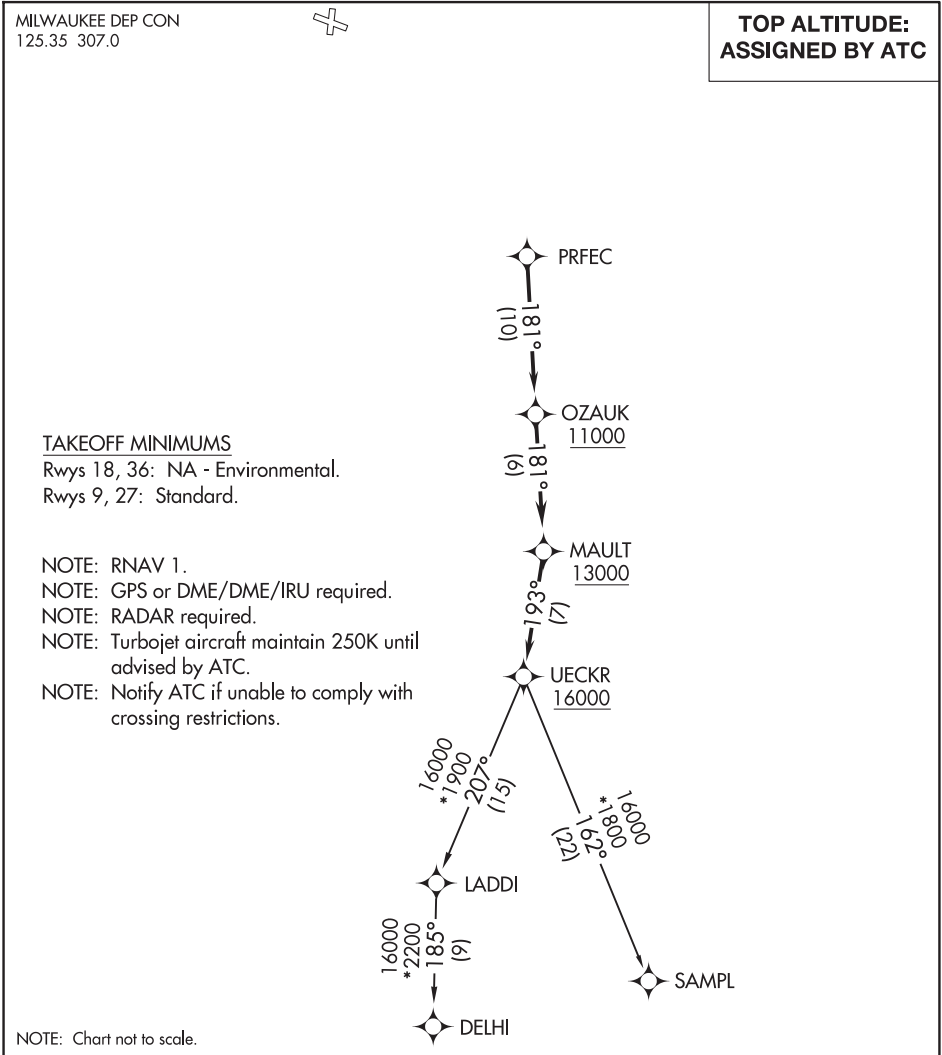 MILWAUKEE DEP CON
125.35 307.0
TOP ALTITUDE:
ASSIGNED BY ATC
PRFEC
181°
(10)
OZAUK
11000
181°
(9)
MAULT
13000
193°
(7)
UECKR
16000
TAKEOFF MINIMUMS
Rwys 18, 36: NA - Environmental.
Rwys 9, 27: Standard.
NOTE: RNAV 1.
NOTE: GPS or DME/DME/IRU required.
NOTE: RADAR required.
NOTE: Turbojet aircraft maintain 250K until
advised by ATC.
NOTE: Notify ATC if unable to comply with
crossing restrictions.
16000
*1900
207°
(15)
16000
*1800
162°
(22)
LADDI
16000
*2200
185°
(9)
SAMPL
DELHI
NOTE: Chart not to scale.